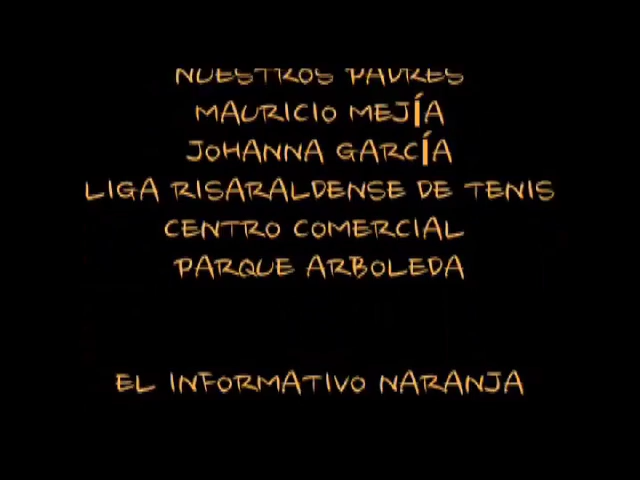 NUESTROS PADRES
MAURICIO MEJÍA
JOHANNA GARCÍA
LIGA RISARALDENSE DE TENIS
CENTRO COMERCIAL
PARQUE ARBOLEDA
EL INFORMATIVO NARANJA